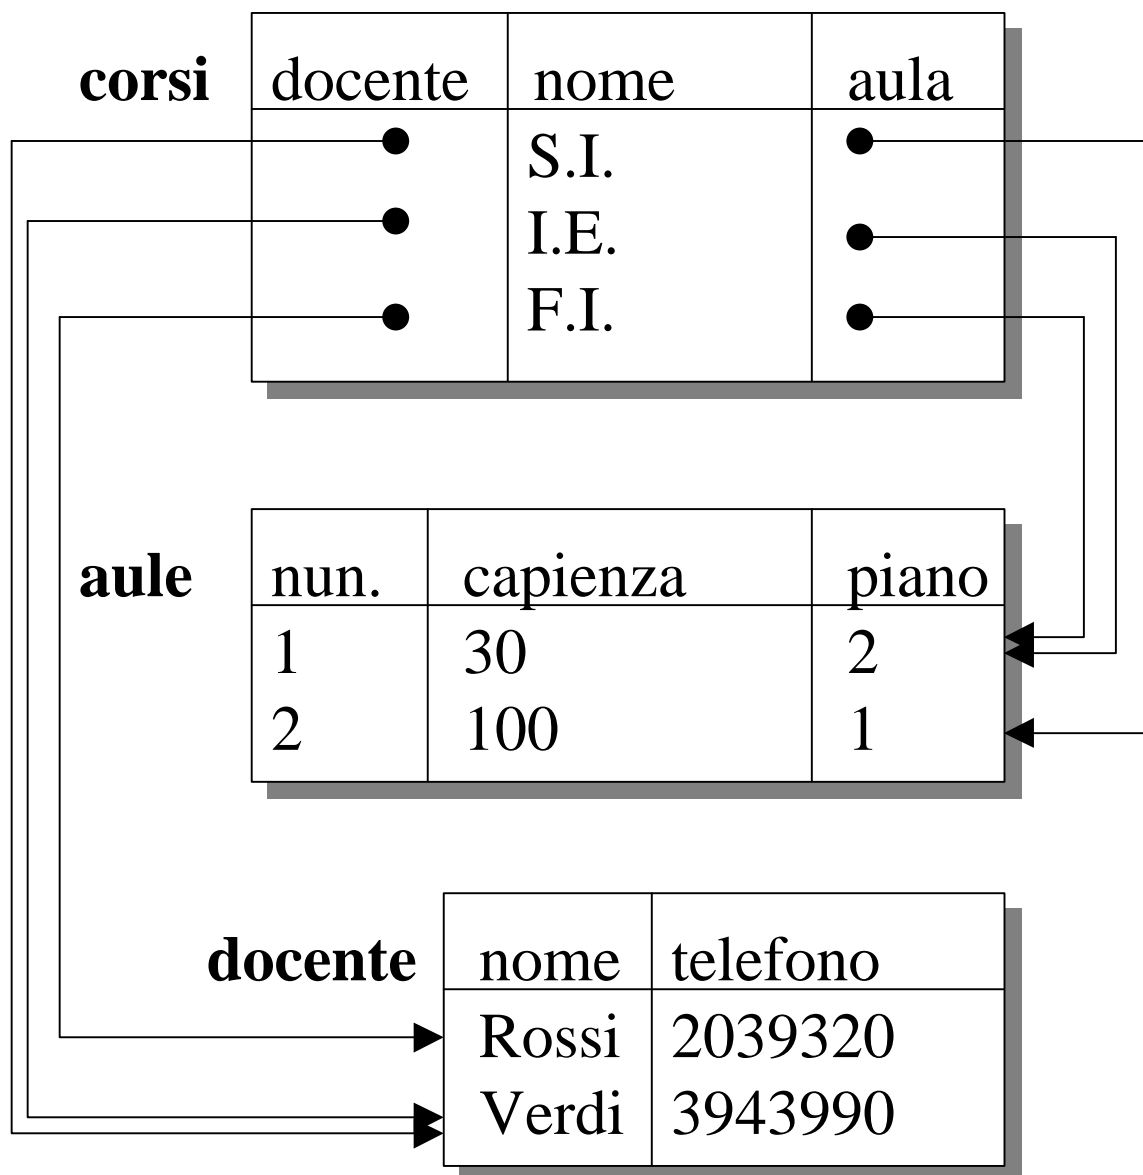 corsi docente nome aula
S.I.
I.E.
F.I.
aule nun. capienza piano
1 30 2
2 100 1
docente nome telefono
Rossi 2039320
Verdi 3943990